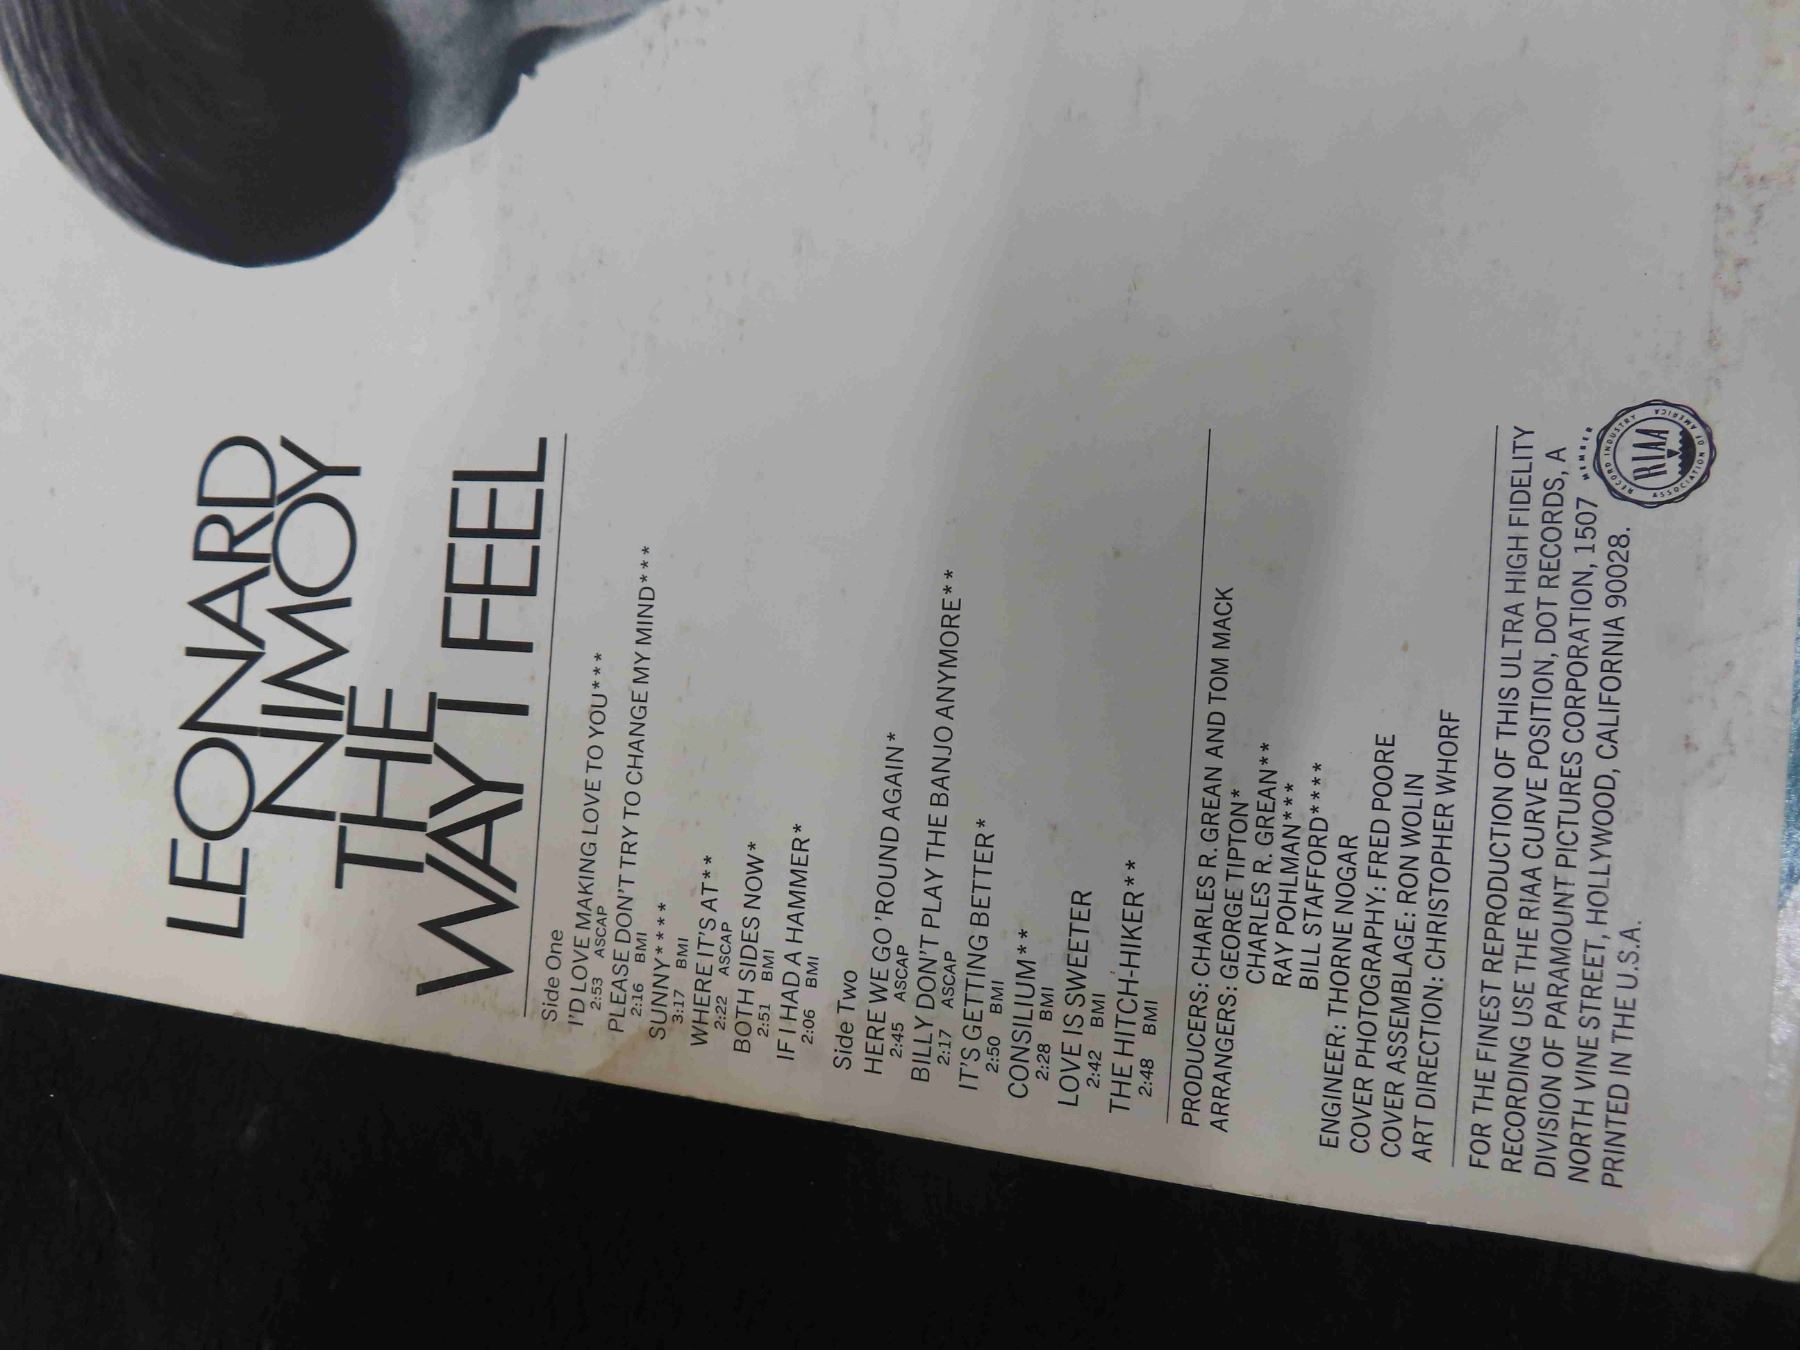 LEONARD
NIMOY
THE
WAY I FEEL
Side One
I'D LOVE MAKING LOVE TO YOU***
2:53 ASCAP
PLEASE DON'T TRY TO CHANGE MY MIND***
2:16 BMI
SUNNY****
3:17 BMI
WHERE IT'S AT**
2:22 ASCAP
BOTH SIDES NOW*
2:51 BMI
IF I HAD A HAMMER*
2:06 BMI
Side Two
HERE WE GO 'ROUND AGAIN*
2:45 ASCAP
BILLY DON'T PLAY THE BANJO ANYMORE**
2:17 ASCAP
IT'S GETTING BETTER*
2:50 BMI
CONSILIUM**
2:28 BMI
LOVE IS SWEETER
2:42 BMI
THE HITCH-HIKER**
2:48 BMI
PRODUCERS: CHARLES R. GREAN AND TOM MACK
ARRANGERS: GEORGE TIPTON*
CHARLES R. GREAN**
RAY POHLMAN***
BILL STAFFORD****
ENGINEER: THORNE NOGAR
COVER PHOTOGRAPHY: FRED POORE
COVER ASSEMBLAGE: RON WOLIN
ART DIRECTION: CHRISTOPHER WHORF
FOR THE FINEST REPRODUCTION OF THIS ULTRA HIGH FIDELITY
RECORDING USE THE RIAA CURVE POSITION, DOT RECORDS, A
DIVISION OF PARAMOUNT PICTURES CORPORATION, 1507
NORTH VINE STREET, HOLLYWOOD, CALIFORNIA 90028.
PRINTED IN THE U.S.A.
MEMBER
RECORD INDUSTRY
RIAA
ASSOCIATION OF AMERICA